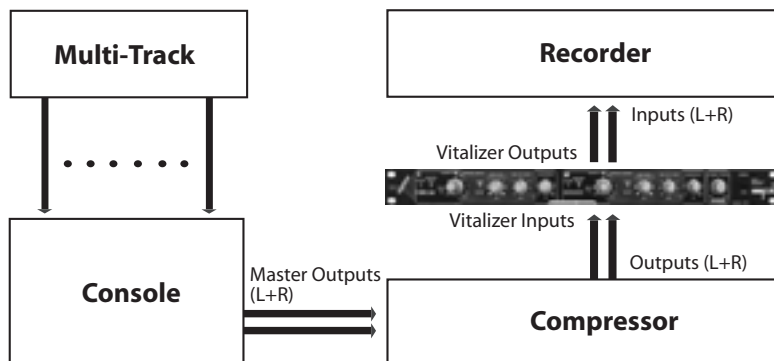 Multi-Track
Recorder
Inputs (L+R)
Vitalizer Outputs
Vitalizer Inputs
Console
Master Outputs
(L+R)
Outputs (L+R)
Compressor